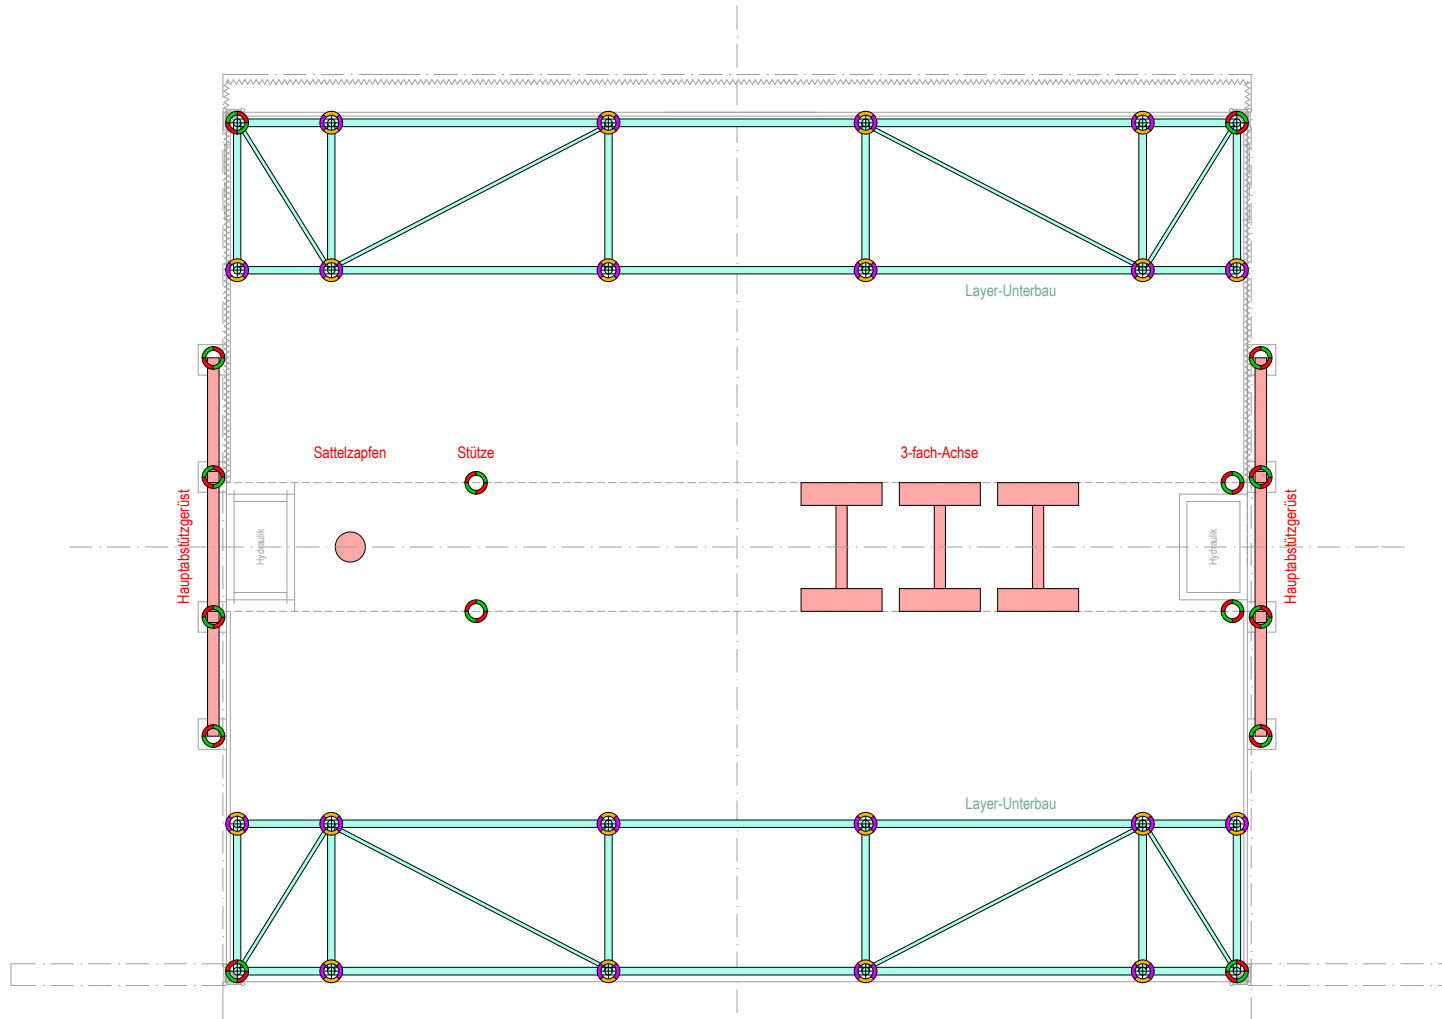 Layer-Unterbau
Sattelzapfen
Stütze
3-fach-Achse
Hauptabstützgerüst
Hydraulik
Hydraulik
Hauptabstützgerüst
Layer-Unterbau